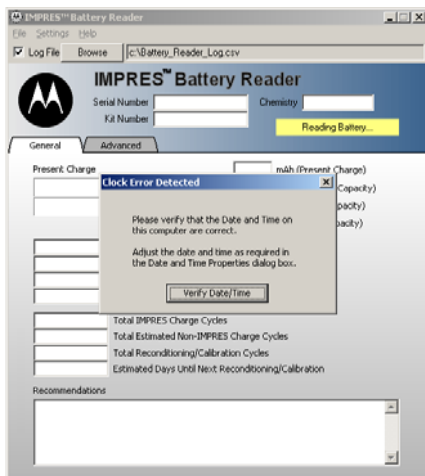 IMPRES™ Battery Reader
File Settings Help
Log File Browse c:\Battery_Reader_Log.csv
IMPRES™ Battery Reader
Serial Number Chemistry
Kit Number
Reading Battery...
General Advanced
Present Charge mAh (Present Charge)
Capacity)
pacity)
pacity)
Clock Error Detected
Please verify that the Date and Time on
this computer are correct.
Adjust the date and time as required in
the Date and Time Properties dialog box.
Verify Date/Time
Total IMPRES Charge Cycles
Total Estimated Non-IMPRES Charge Cycles
Total Reconditioning/Calibration Cycles
Estimated Days Until Next Reconditioning/Calibration
Recommendations